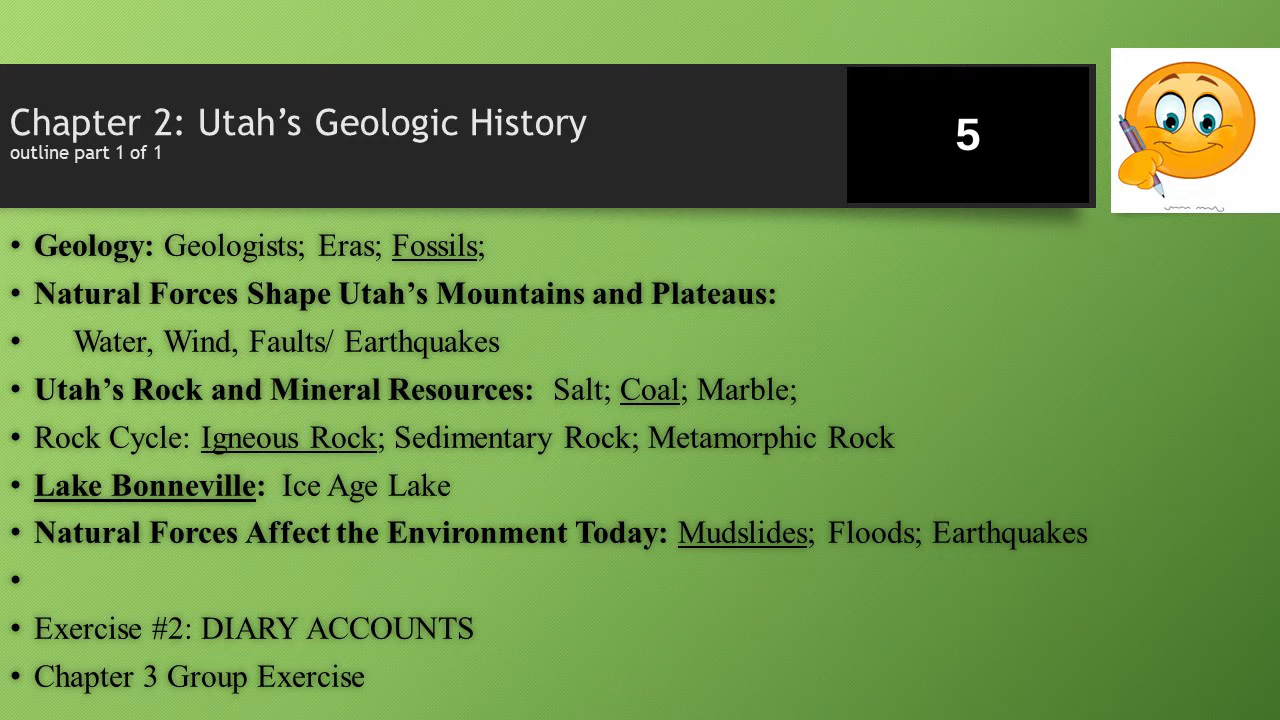 Chapter 2: Utah’s Geologic History
outline part 1 of 1
5
• Geology: Geologists; Eras; Fossils;
• Natural Forces Shape Utah’s Mountains and Plateaus:
• Water, Wind, Faults/ Earthquakes
• Utah’s Rock and Mineral Resources: Salt; Coal; Marble;
• Rock Cycle: Igneous Rock; Sedimentary Rock; Metamorphic Rock
• Lake Bonneville: Ice Age Lake
• Natural Forces Affect the Environment Today: Mudslides; Floods; Earthquakes
•
• Exercise #2: DIARY ACCOUNTS
• Chapter 3 Group Exercise